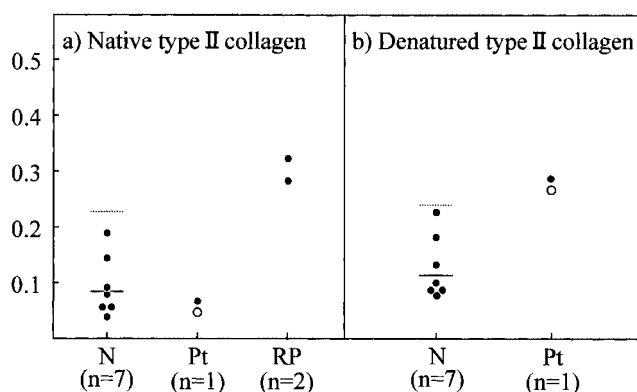 a) Native type II collagen
b) Denatured type II collagen
0.5
0.4
0.3
0.2
0.1
N Pt RP N Pt
(n=7) (n=1) (n=2) (n=7) (n=1)